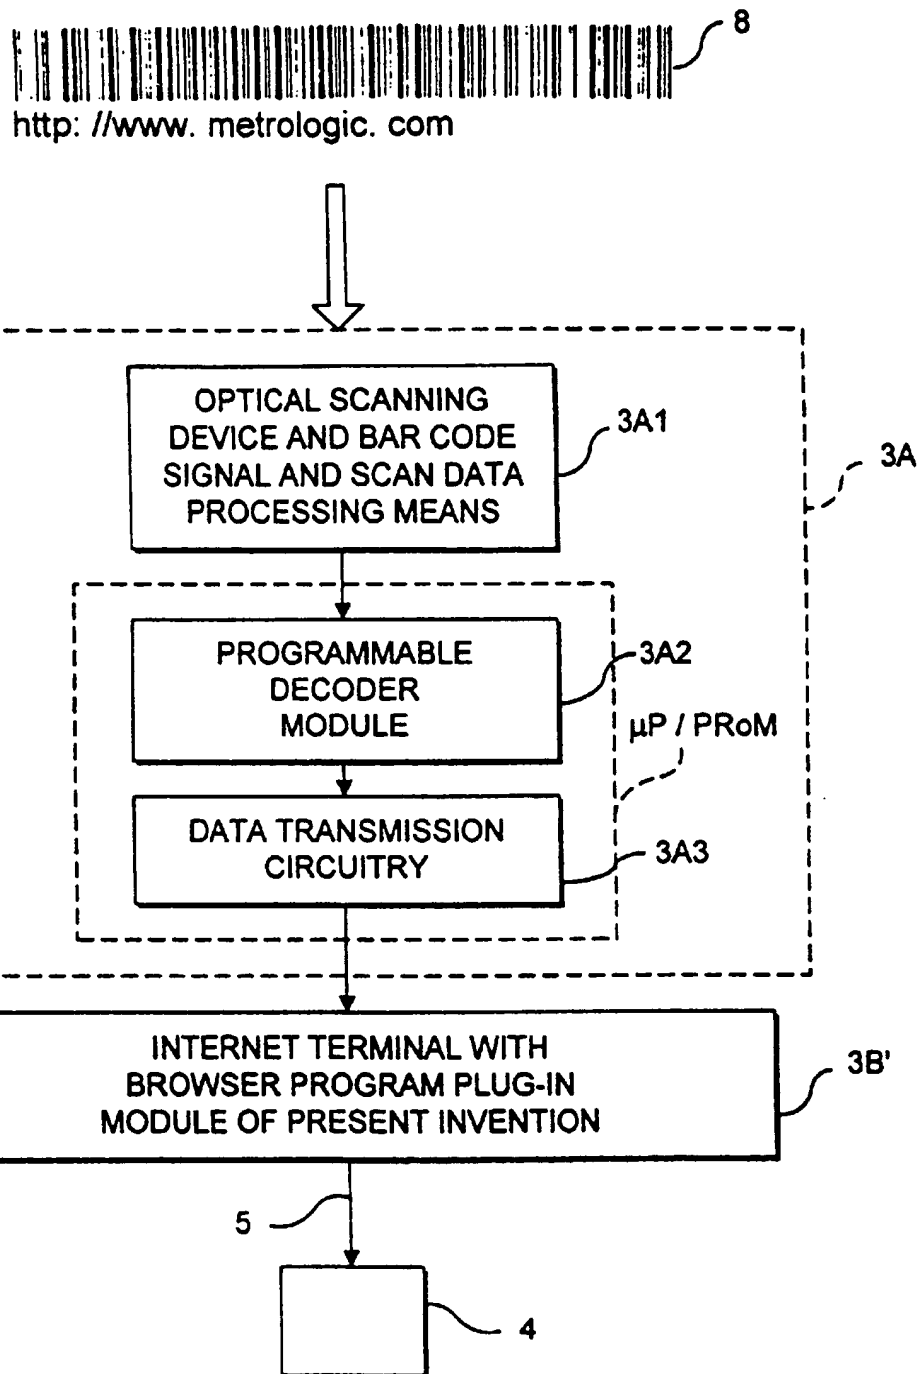 8
http: //www. metrologic. com
OPTICAL SCANNING
DEVICE AND BAR CODE
SIGNAL AND SCAN DATA
PROCESSING MEANS
3A1
3A
PROGRAMMABLE
DECODER
MODULE
3A2
µP / PRoM
DATA TRANSMISSION
CIRCUITRY
3A3
INTERNET TERMINAL WITH
BROWSER PROGRAM PLUG-IN
MODULE OF PRESENT INVENTION
3B'
5
4